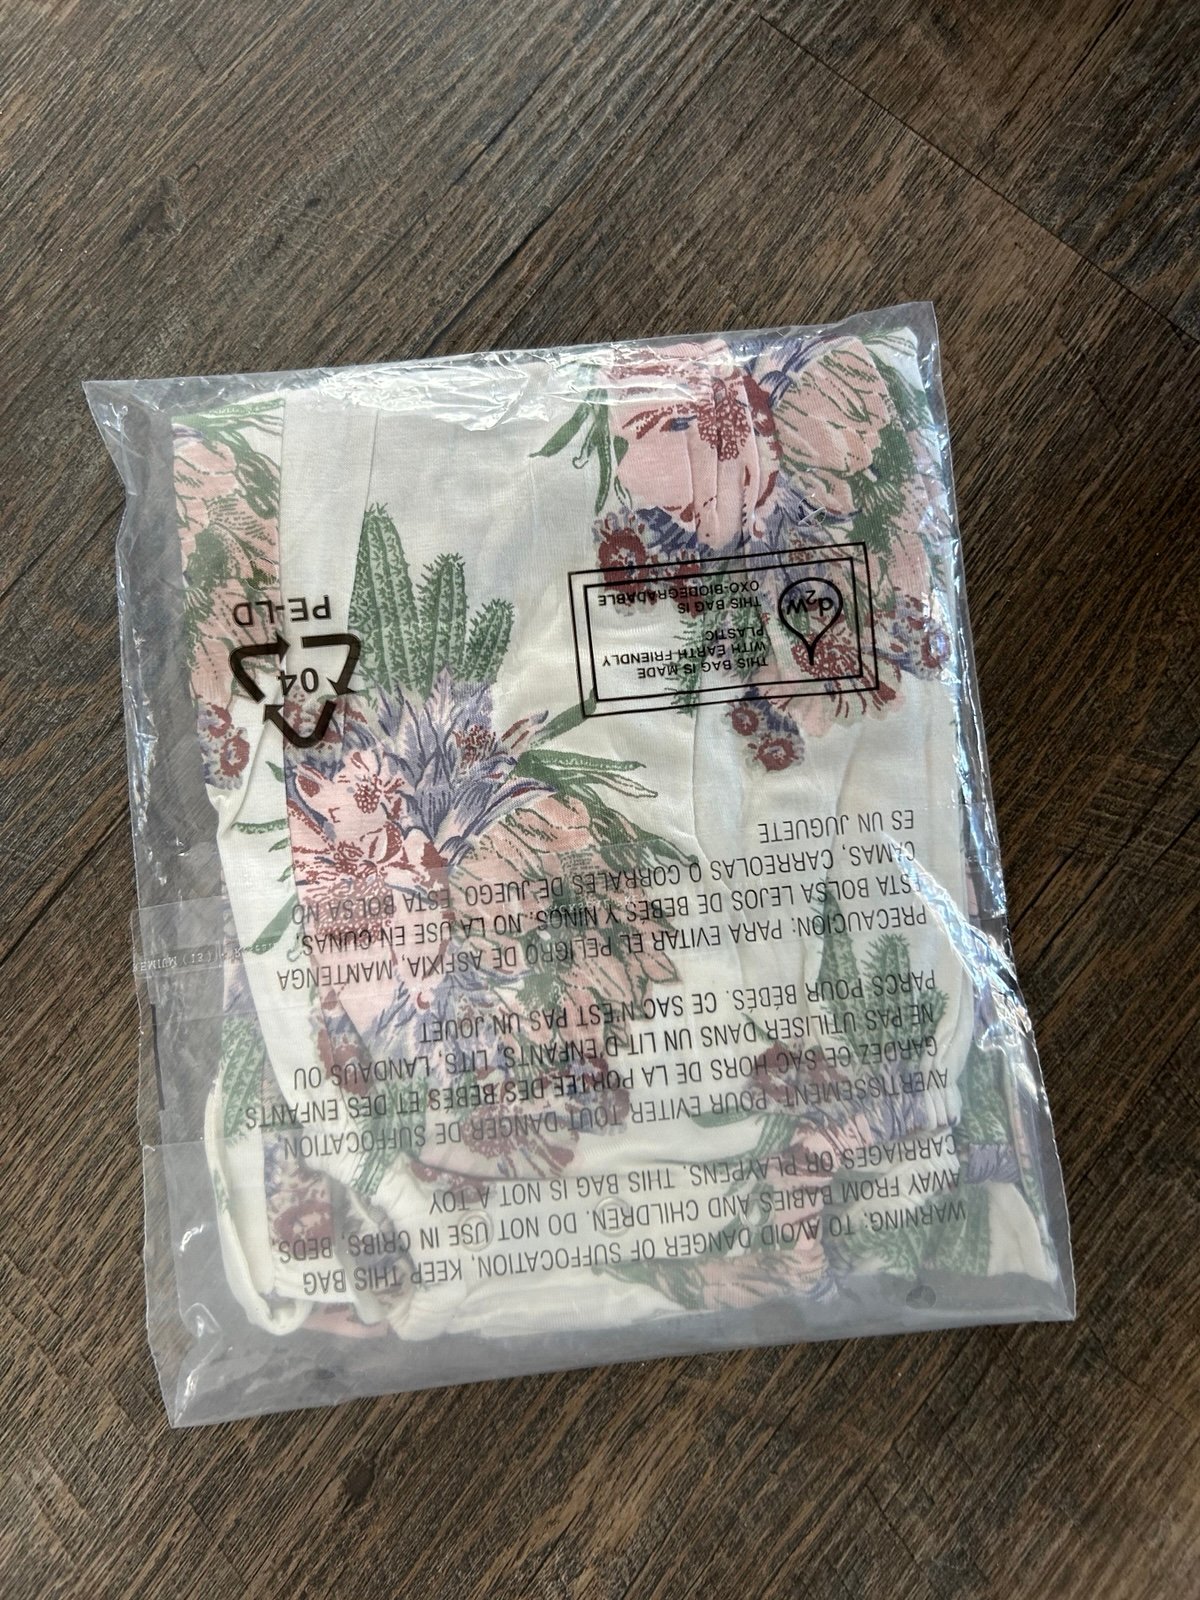 WARNING: TO AVOID DANGER OF SUFFOCATION, KEEP THIS BAG
AWAY FROM BABIES AND CHILDREN. DO NOT USE IN CRIBS, BEDS,
CARRIAGES OR PLAYPENS. THIS BAG IS NOT A TOY
AVERTISSEMENT: POUR EVITER TOUT DANGER DE SUFFOCATION
GARDEZ CE SAC HORS DE LA PORTÉE DES BEBES ET DES ENFANTS
NE PAS UTILISER DANS UN LIT D'ENFANTS, LITS, LANDAUS OU
PARCS POUR BÉBES. CE SAC N'EST PAS UN JOUET
PRECAUCION: PARA EVITAR EL PELIGRO DE ASFIXIA, MANTENGA
ESTA BOLSA LEJOS DE BEBES Y NINOS. NO LA USE EN CUNAS,
CAMAS, CARREOLAS O CORRALES DE JUEGO. ESTA BOLSA NO
ES UN JUGUETE
d2w
THIS BAG IS MADE
WITH EARTH FRIENDLY
PLASTIC
THIS BAG IS
OXO-BIODEGRADABLE
04
PE-LD